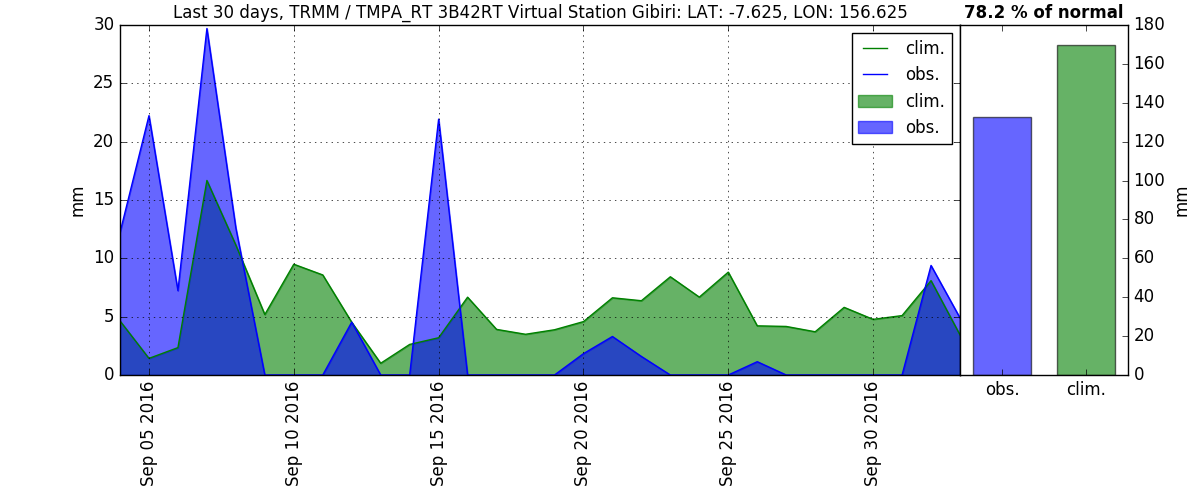 Last 30 days, TRMM / TMPA_RT 3B42RT Virtual Station Gibiri: LAT: -7.625, LON: 156.625
78.2 % of normal
30
25
20
15
10
5
0
mm
clim.
obs.
clim.
obs.
Sep 05 2016
Sep 10 2016
Sep 15 2016
Sep 20 2016
Sep 25 2016
Sep 30 2016
180
160
140
120
100
80
60
40
20
0
mm
obs.
clim.